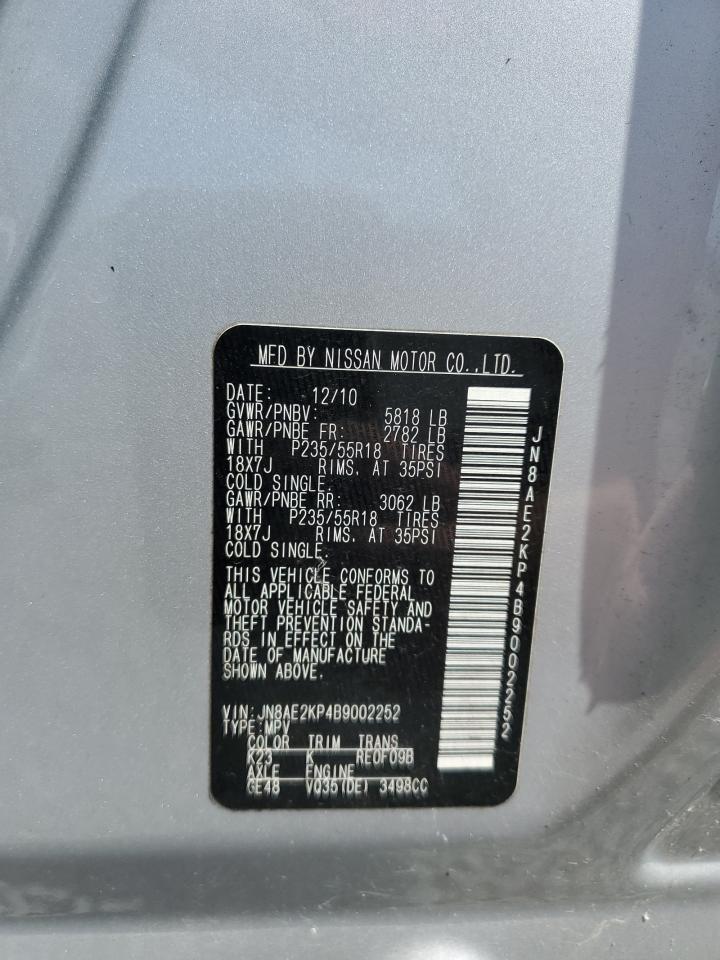 MFD BY NISSAN MOTOR CO.,LTD.
DATE: 12/10
GVWR/PNBV: 5818 LB
GAWR/PNBE FR: 2782 LB
WITH P235/55R18 TIRES
18X7J RIMS, AT 35PSI
COLD SINGLE.
GAWR/PNBE RR: 3062 LB
WITH P235/55R18 TIRES
18X7J RIMS, AT 35PSI
COLD SINGLE.
THIS VEHICLE CONFORMS TO
ALL APPLICABLE FEDERAL
MOTOR VEHICLE SAFETY AND
THEFT PREVENTION STANDA-
RDS IN EFFECT ON THE
DATE OF MANUFACTURE
SHOWN ABOVE.
VIN: JN8AE2KP4B9002252
TYPE: MPV
COLOR TRIM TRANS
K23 K RE0F09B
AXLE ENGINE
GE48 VQ35(DE) 3498CC
JN8AE2KP4B9002252